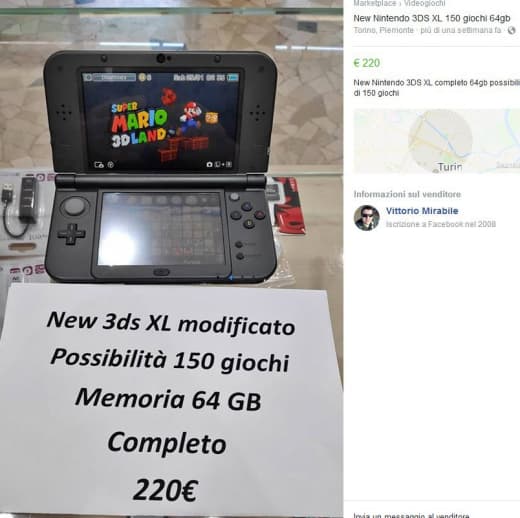 Marketplace › Videogiochi
New Nintendo 3DS XL 150 giochi 64gb
Torino, Piemonte · più di una settimana fa ·
€ 220
New Nintendo 3DS XL completo 64gb possibili
di 150 giochi
Turin
Informazioni sul venditore
Vittorio Mirabile
Iscrizione a Facebook nel 2008
Invia un messaggio al venditore
SUPER
MARIO
3D LAND
New 3ds XL modificato
Possibilità 150 giochi
Memoria 64 GB
Completo
220€